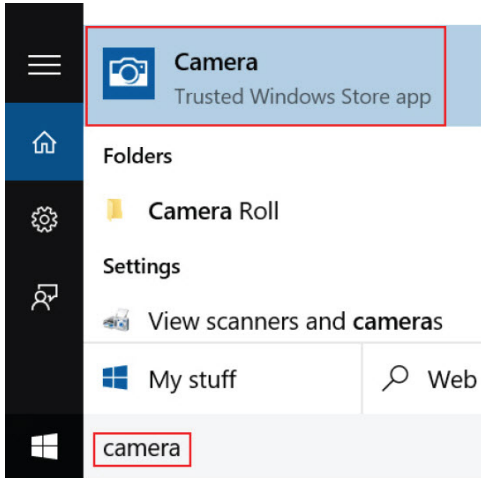 Camera
Trusted Windows Store app
Folders
Camera Roll
Settings
View scanners and cameras
My stuff
Web
camera